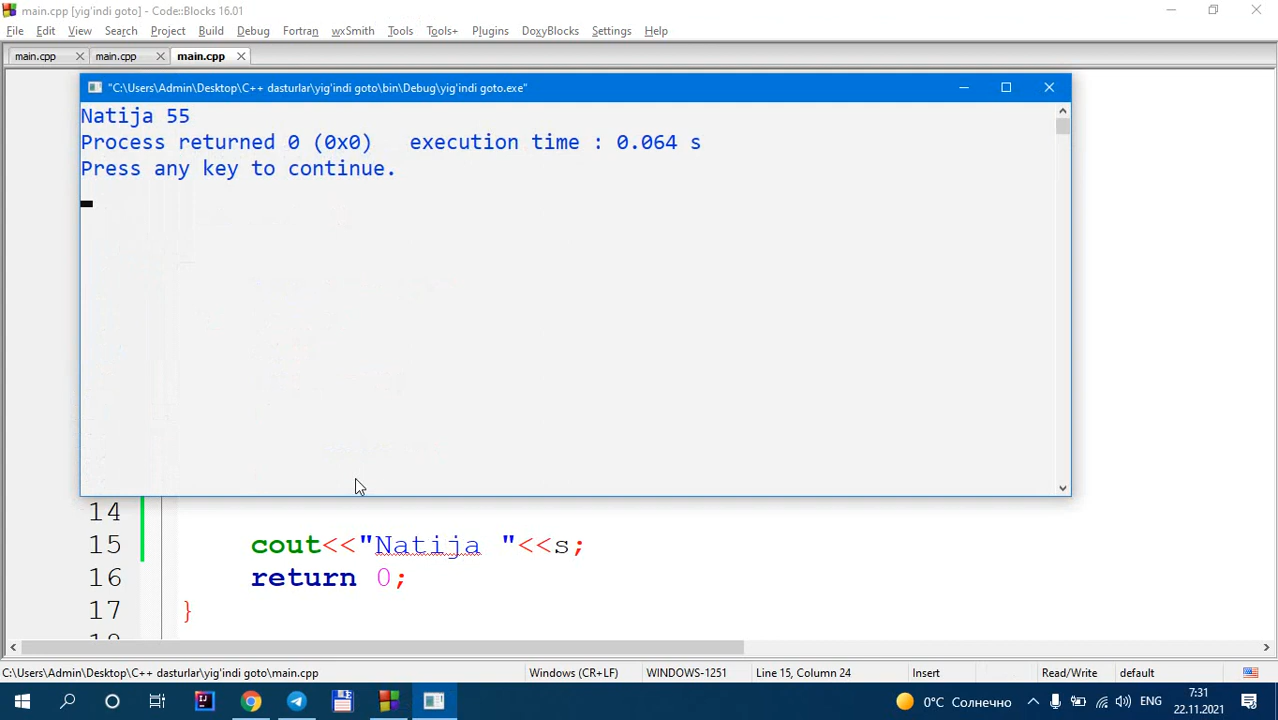 main.cpp [yig'indi goto] - Code::Blocks 16.01
File Edit View Search Project Build Debug Fortran wxSmith Tools Tools+ Plugins DoxyBlocks Settings Help
main.cpp main.cpp main.cpp
"C:\Users\Admin\Desktop\C++ dasturlar\yig'indi goto\bin\Debug\yig'indi goto.exe"
Natija 55
Process returned 0 (0x0)   execution time : 0.064 s
Press any key to continue.
14
15 cout<<"Natija "<<s;
16 return 0;
17 }
C:\Users\Admin\Desktop\C++ dasturlar\yig'indi goto\main.cpp Windows (CR+LF) WINDOWS-1251 Line 15, Column 24 Insert Read/Write default
0°C Солнечно ENG 7:31
22.11.2021